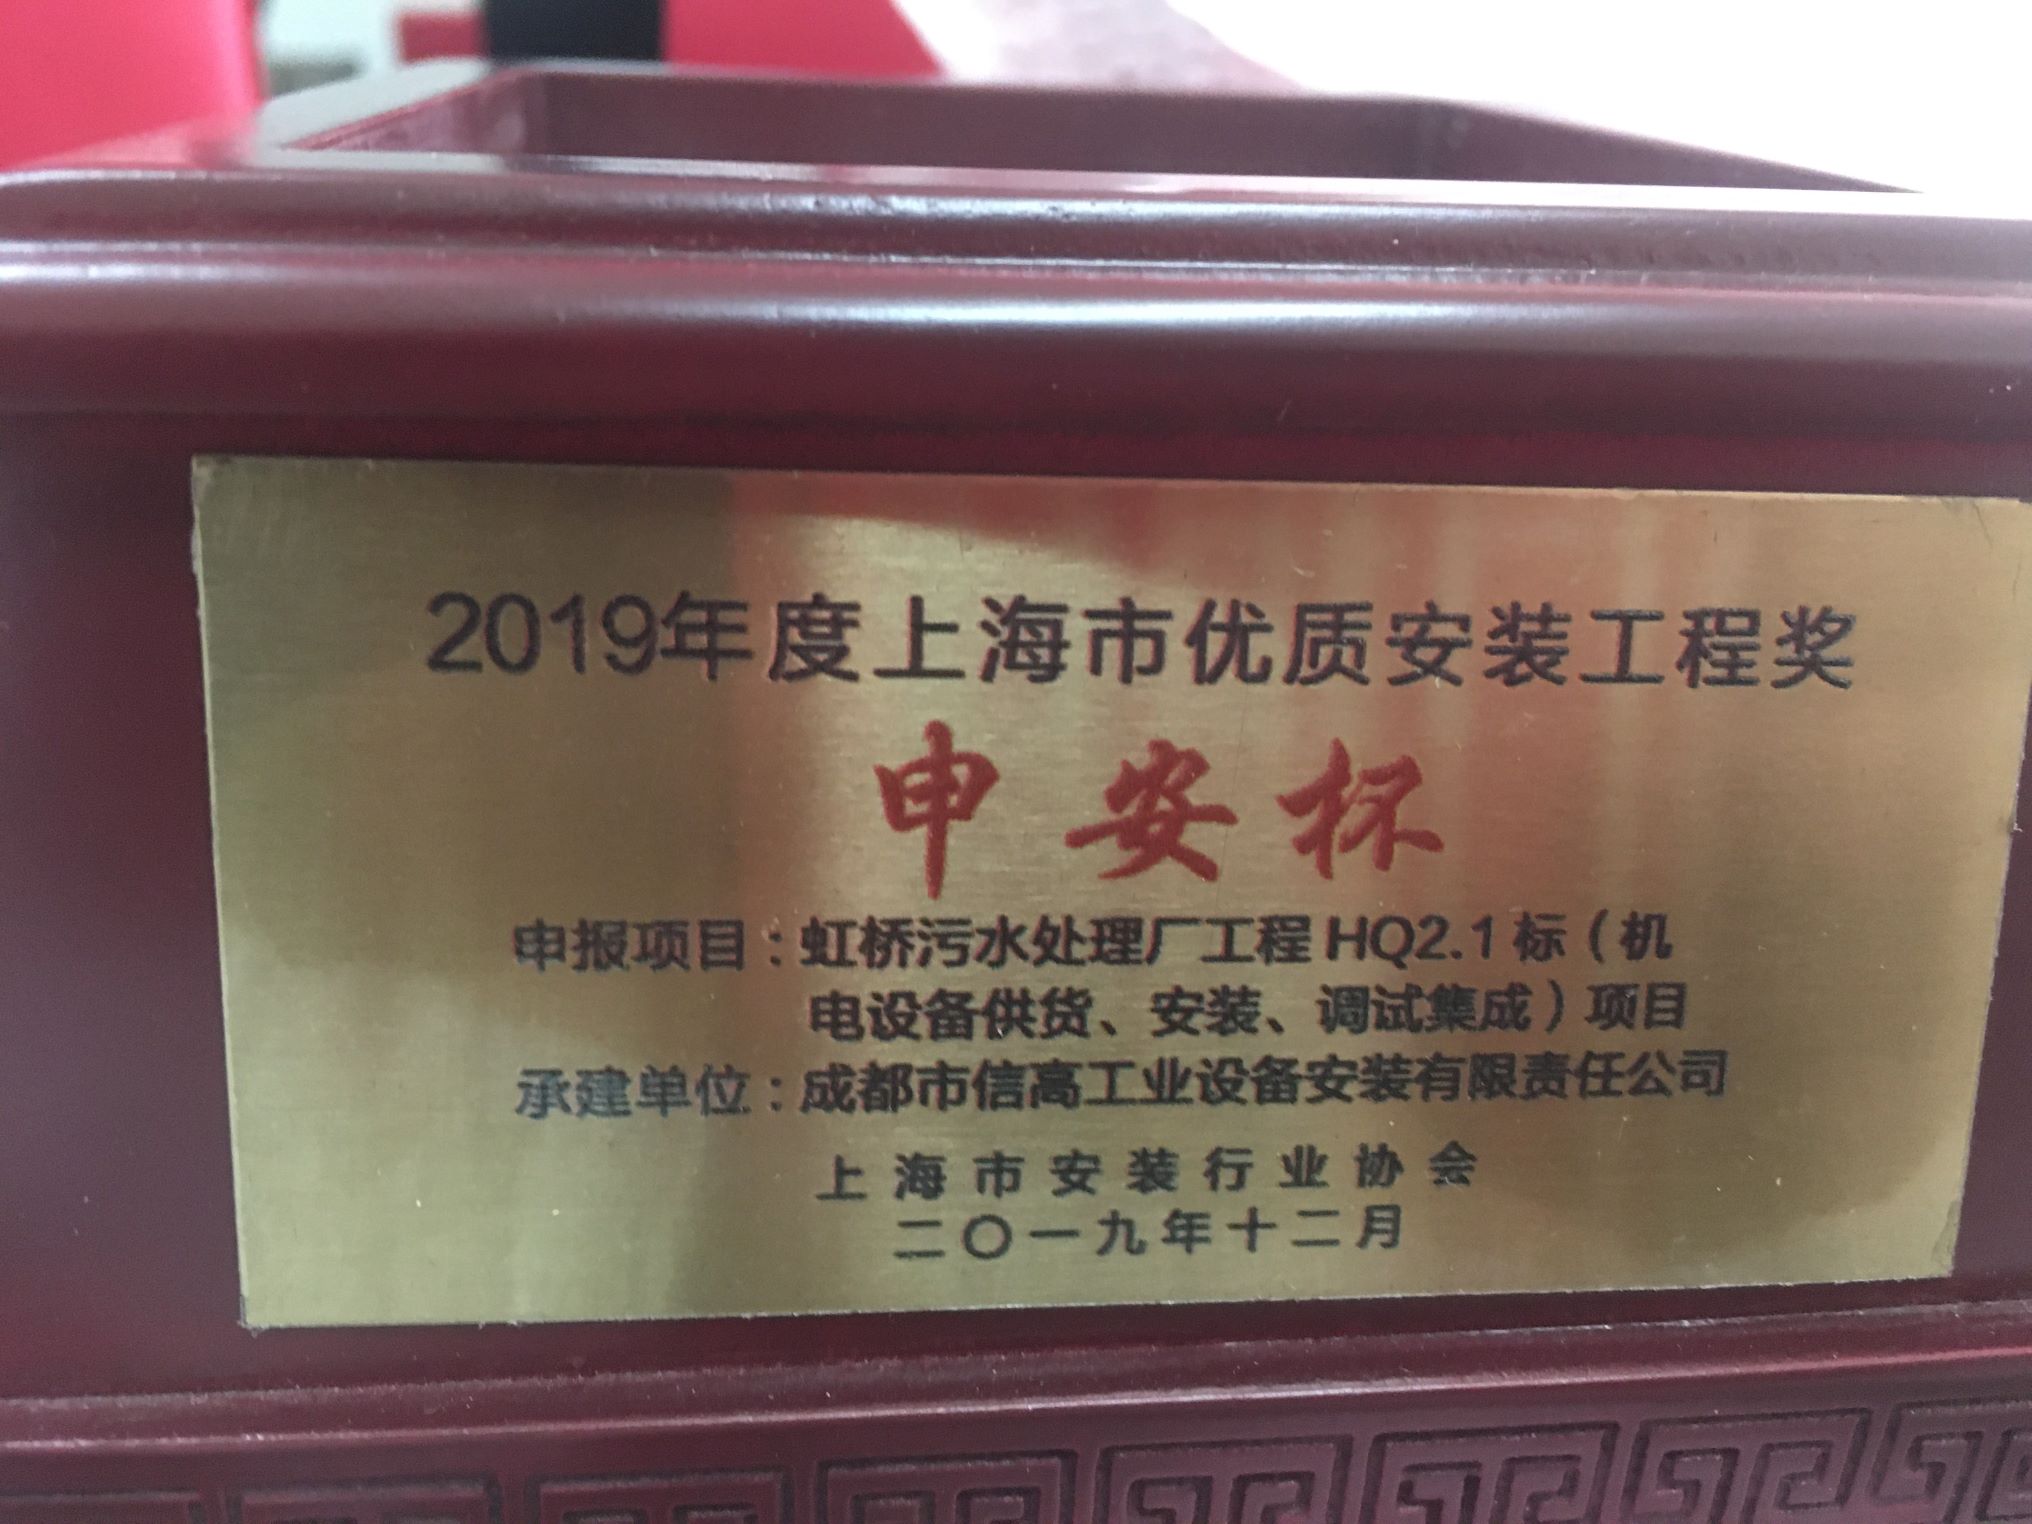 2019年度上海市优质安装工程奖
申安杯
申报项目：虹桥污水处理厂工程HQ2.1标（机
电设备供货、安装、调试集成）项目
承建单位：成都市信高工业设备安装有限责任公司
上海市安装行业协会
二〇一九年十二月